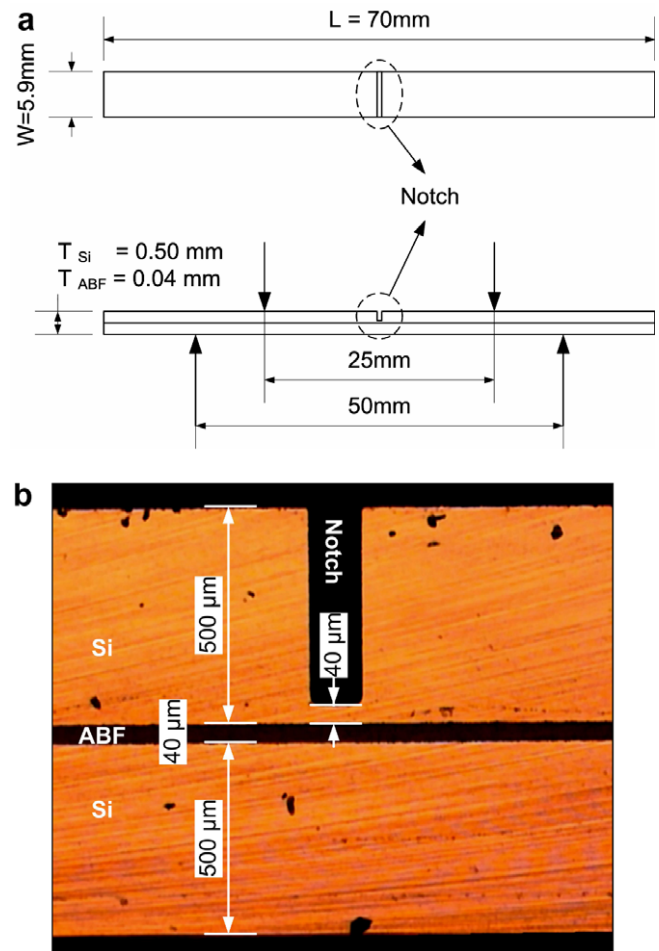 a
L = 70mm
W=5.9mm
Notch
T Si = 0.50 mm
T ABF = 0.04 mm
25mm
50mm
b
Notch
500 µm
40 µm
Si
ABF
40 µm
Si
500 µm